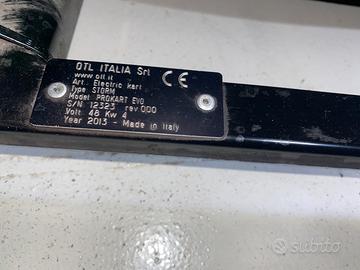 OTL ITALIA Srl
www.otl.it
Art. Electric kart
Type STORM
Model PROKART EVO
S/N 12323 rev.000
Volt 48 Kw 4
Year 2013 - Made in Italy
CE
subito